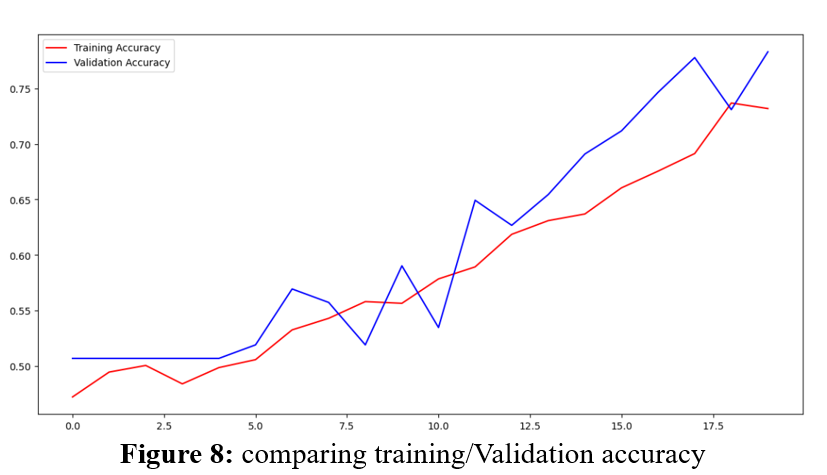 Training Accuracy
Validation Accuracy
0.75
0.70
0.65
0.60
0.55
0.50
0.0 2.5 5.0 7.5 10.0 12.5 15.0 17.5
Figure 8: comparing training/Validation accuracy